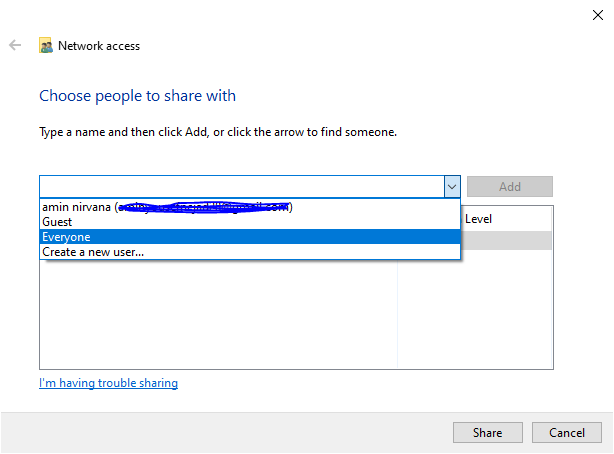 Network access
Choose people to share with
Type a name and then click Add, or click the arrow to find someone.
Add
amin nirvana (
Guest
Everyone
Create a new user...
Level
I'm having trouble sharing
Share
Cancel